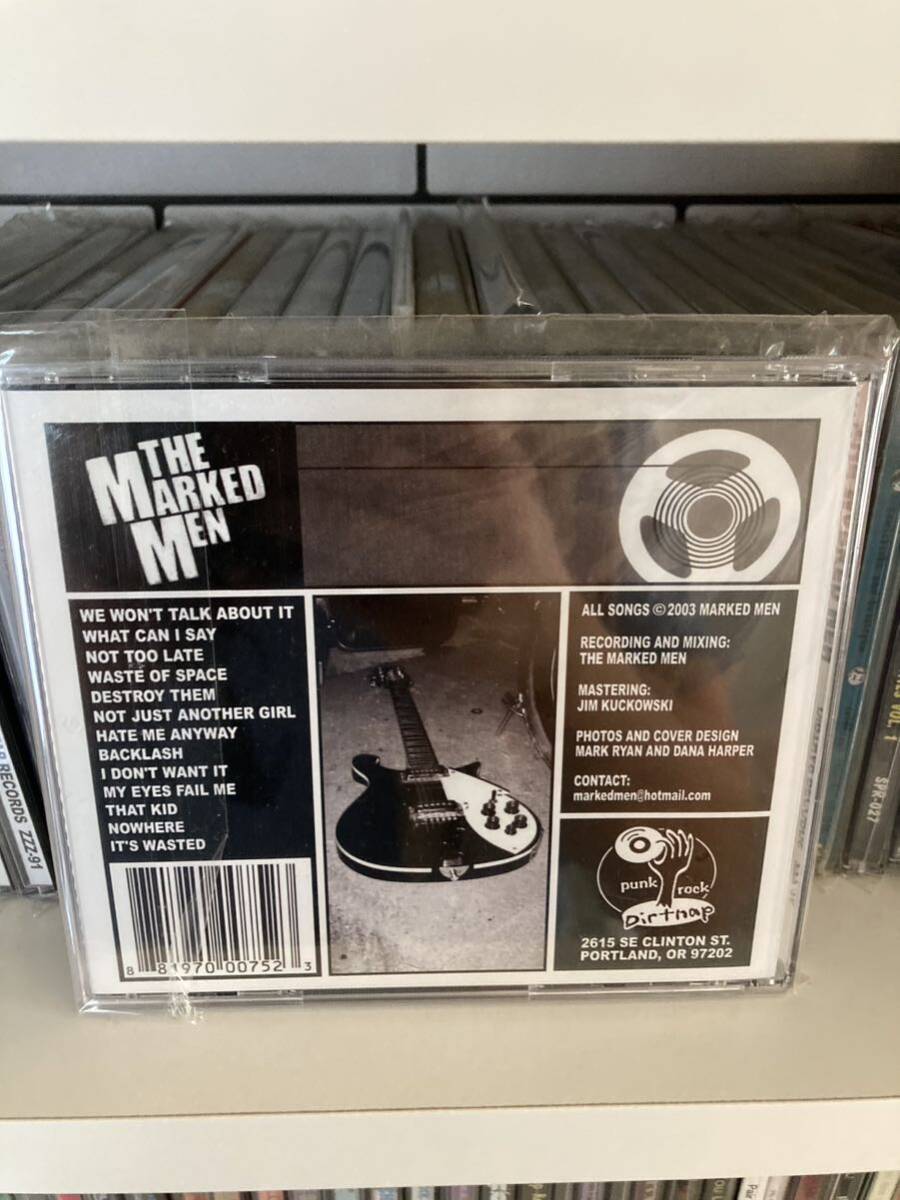 THE
MARKED
MEN
WE WON'T TALK ABOUT IT
WHAT CAN I SAY
NOT TOO LATE
WASTE OF SPACE
DESTROY THEM
NOT JUST ANOTHER GIRL
HATE ME ANYWAY
BACKLASH
I DON'T WANT IT
MY EYES FAIL ME
THAT KID
NOWHERE
IT'S WASTED
8 81970 00752 3
ALL SONGS © 2003 MARKED MEN
RECORDING AND MIXING:
THE MARKED MEN
MASTERING:
JIM KUCKOWSKI
PHOTOS AND COVER DESIGN
MARK RYAN AND DANA HARPER
CONTACT:
markedmen@hotmail.com
punk rock
Dirtnap
2615 SE CLINTON ST.
PORTLAND, OR 97202
RECORDS ZZZ-91
VOL 1
SPR-027